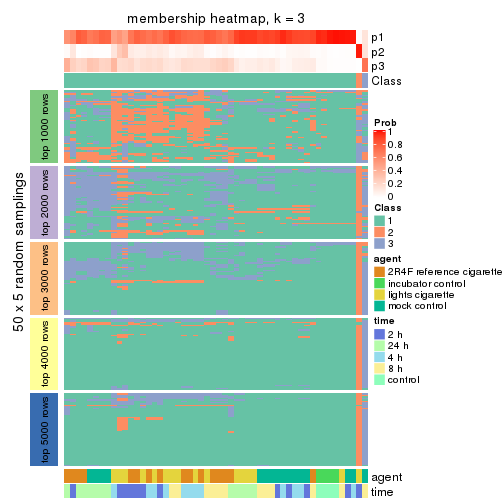 membership heatmap, k = 3
p1
p2
p3
Class
50 x 5 random samplings
top 1000 rows
top 2000 rows
top 3000 rows
top 4000 rows
top 5000 rows
Prob
1
0.8
0.6
0.4
0.2
0
Class
1
2
3
agent
2R4F reference cigarette
incubator control
lights cigarette
mock control
time
2 h
24 h
4 h
8 h
control
agent
time